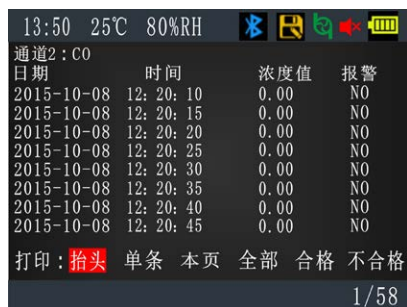 13:50 25℃ 80%RH
通道2：CO
日期 时间 浓度值 报警
2015-10-08 12: 20: 10 0.00 NO
2015-10-08 12: 20: 15 0.00 NO
2015-10-08 12: 20: 20 0.00 NO
2015-10-08 12: 20: 25 0.00 NO
2015-10-08 12: 20: 30 0.00 NO
2015-10-08 12: 20: 35 0.00 NO
2015-10-08 12: 20: 40 0.00 NO
2015-10-08 12: 20: 45 0.00 NO
打印：抬头 单条 本页 全部 合格 不合格
1/58